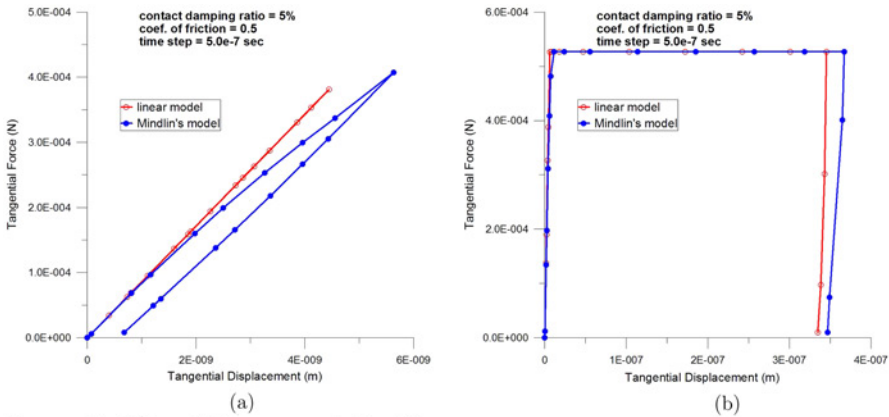 contact damping ratio = 5%
coef. of friction = 0.5
time step = 5.0e-7 sec
5.0E-004
4.0E-004
3.0E-004
2.0E-004
1.0E-004
0.0E+000
Tangential Force (N)
linear model
Mindlin's model
0
2E-009
4E-009
6E-009
Tangential Displacement (m)
(a)
contact damping ratio = 5%
coef. of friction = 0.5
time step = 5.0e-7 sec
6.0E-004
4.0E-004
2.0E-004
0.0E+000
Tangential Force (N)
linear model
Mindlin's model
0
1E-007
2E-007
3E-007
4E-007
Tangential Displacement (m)
(b)